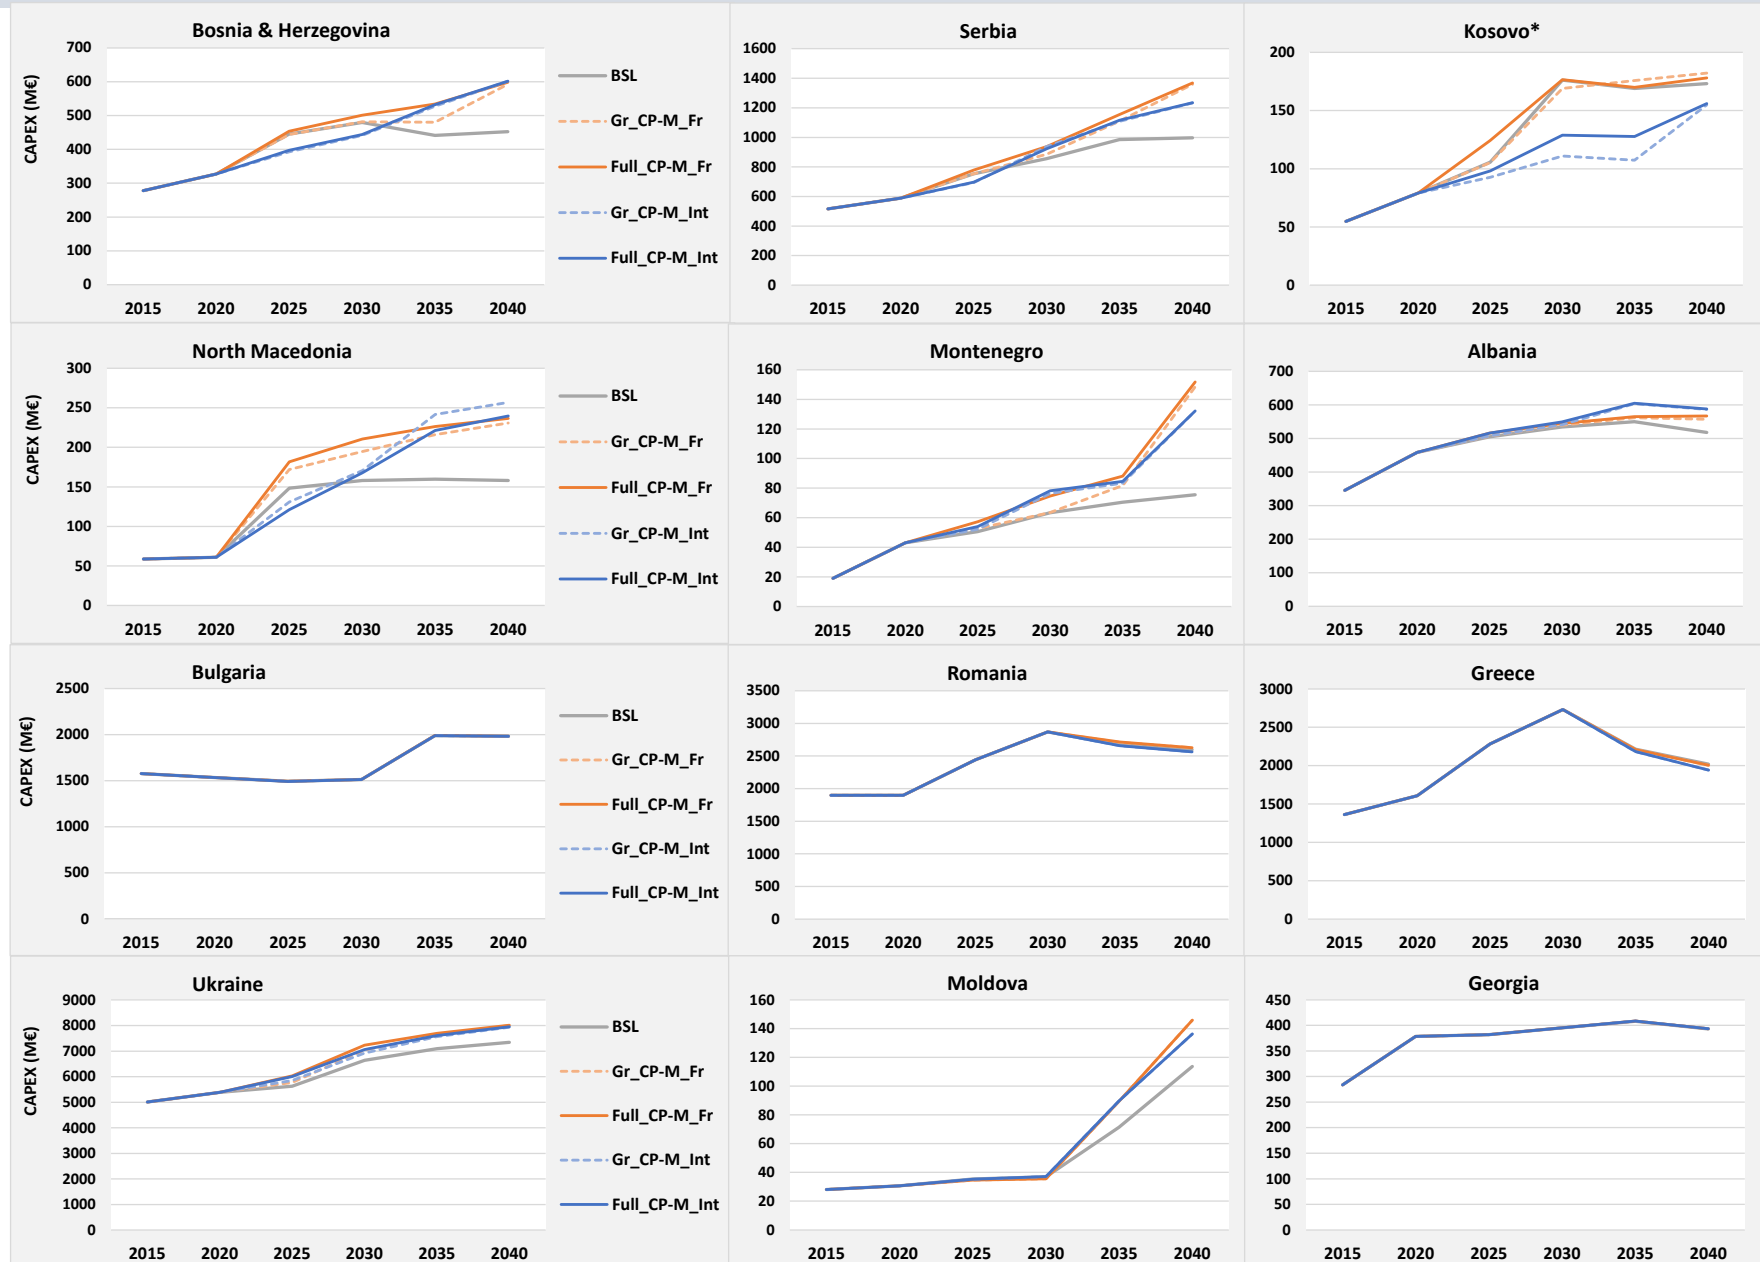 Bosnia & Herzegovina
CAPEX (M€)
700
600
500
400
300
200
100
0
2015 2020 2025 2030 2035 2040
BSL
Gr_CP-M_Fr
Full_CP-M_Fr
Gr_CP-M_Int
Full_CP-M_Int
Serbia
1600
1400
1200
1000
800
600
400
200
0
2015 2020 2025 2030 2035 2040
Kosovo*
200
150
100
50
0
2015 2020 2025 2030 2035 2040
North Macedonia
CAPEX (M€)
300
250
200
150
100
50
0
2015 2020 2025 2030 2035 2040
BSL
Gr_CP-M_Fr
Full_CP-M_Fr
Gr_CP-M_Int
Full_CP-M_Int
Montenegro
160
140
120
100
80
60
40
20
0
2015 2020 2025 2030 2035 2040
Albania
700
600
500
400
300
200
100
0
2015 2020 2025 2030 2035 2040
Bulgaria
CAPEX (M€)
2500
2000
1500
1000
500
0
2015 2020 2025 2030 2035 2040
BSL
Gr_CP-M_Fr
Full_CP-M_Fr
Gr_CP-M_Int
Full_CP-M_Int
Romania
3500
3000
2500
2000
1500
1000
500
0
2015 2020 2025 2030 2035 2040
Greece
3000
2500
2000
1500
1000
500
0
2015 2020 2025 2030 2035 2040
Ukraine
CAPEX (M€)
9000
8000
7000
6000
5000
4000
3000
2000
1000
0
2015 2020 2025 2030 2035 2040
BSL
Gr_CP-M_Fr
Full_CP-M_Fr
Gr_CP-M_Int
Full_CP-M_Int
Moldova
160
140
120
100
80
60
40
20
0
2015 2020 2025 2030 2035 2040
Georgia
450
400
350
300
250
200
150
100
50
0
2015 2020 2025 2030 2035 2040